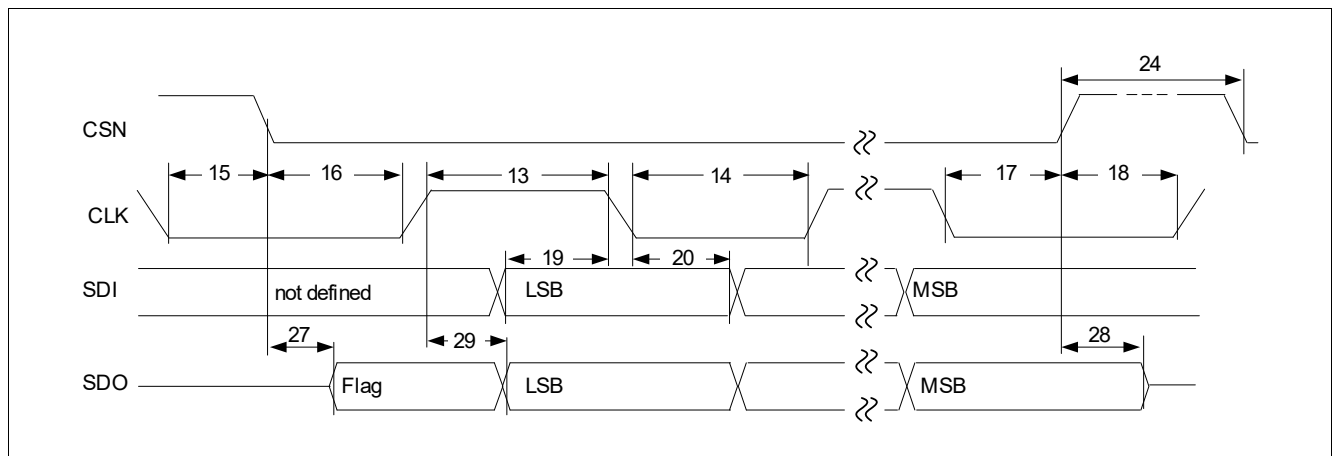 24
CSN
15 16 13 14 17 18
CLK
19 20
SDI not defined LSB MSB
27 29 28
SDO Flag LSB MSB